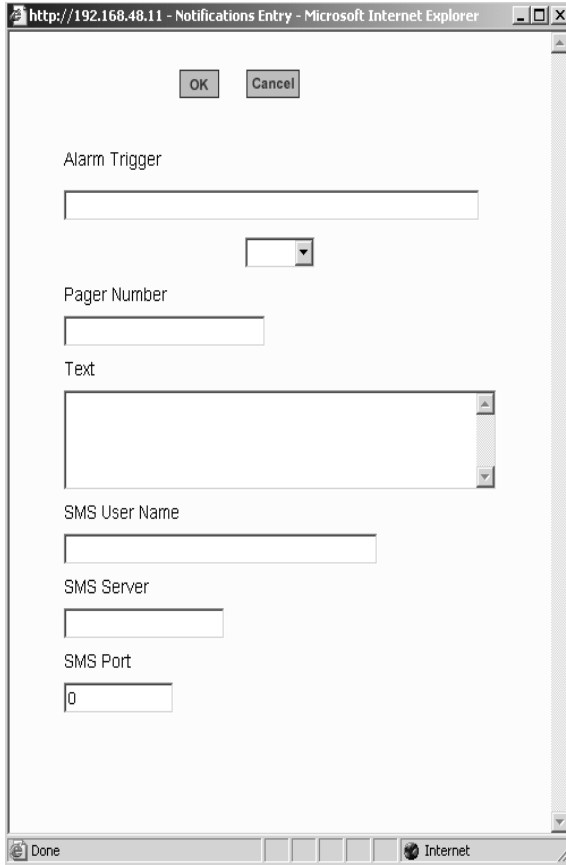 http://192.168.48.11 - Notifications Entry - Microsoft Internet Explorer
OK Cancel
Alarm Trigger
Pager Number
Text
SMS User Name
SMS Server
SMS Port
0
Done Internet